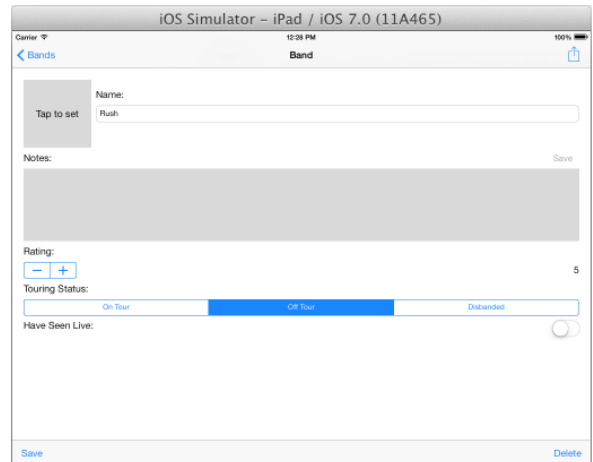 iOS Simulator – iPad / iOS 7.0 (11A465)
Carrier 12:28 PM 100%
Bands Band
Name:
Tap to set Rush
Notes: Save
Rating:
− + 5
Touring Status:
On Tour Off Tour Disbanded
Have Seen Live:
Save Delete